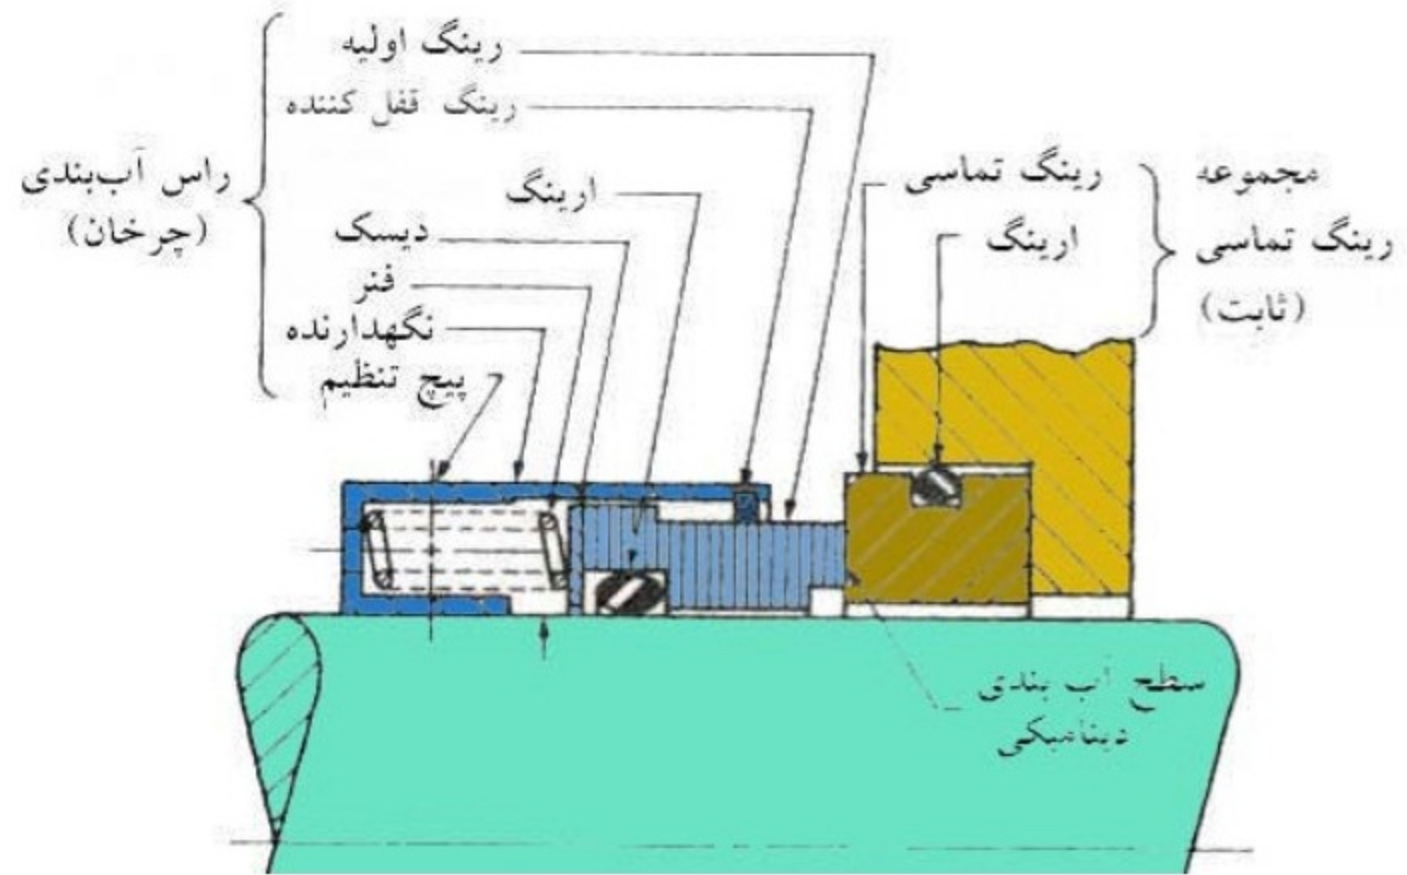 رینگ اولیه
رینگ قفل کننده
ارینگ
دیسک
فنر
نگهدارنده
پیچ تنظیم
راس آب‌بندی
(چرخان)
رینگ تماسی
ارینگ
مجموعه
رینگ تماسی
(ثابت)
سطح آب بندی
دینامیکی